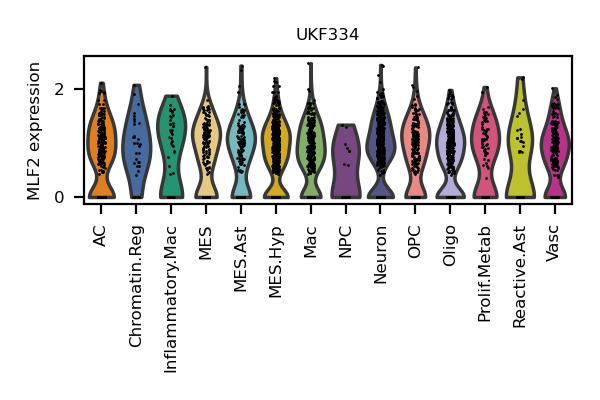 UKF334
MLF2 expression
2
0
AC
Chromatin.Reg
Inflammatory.Mac
MES
MES.Ast
MES.Hyp
Mac
NPC
Neuron
OPC
Oligo
Prolif.Metab
Reactive.Ast
Vasc